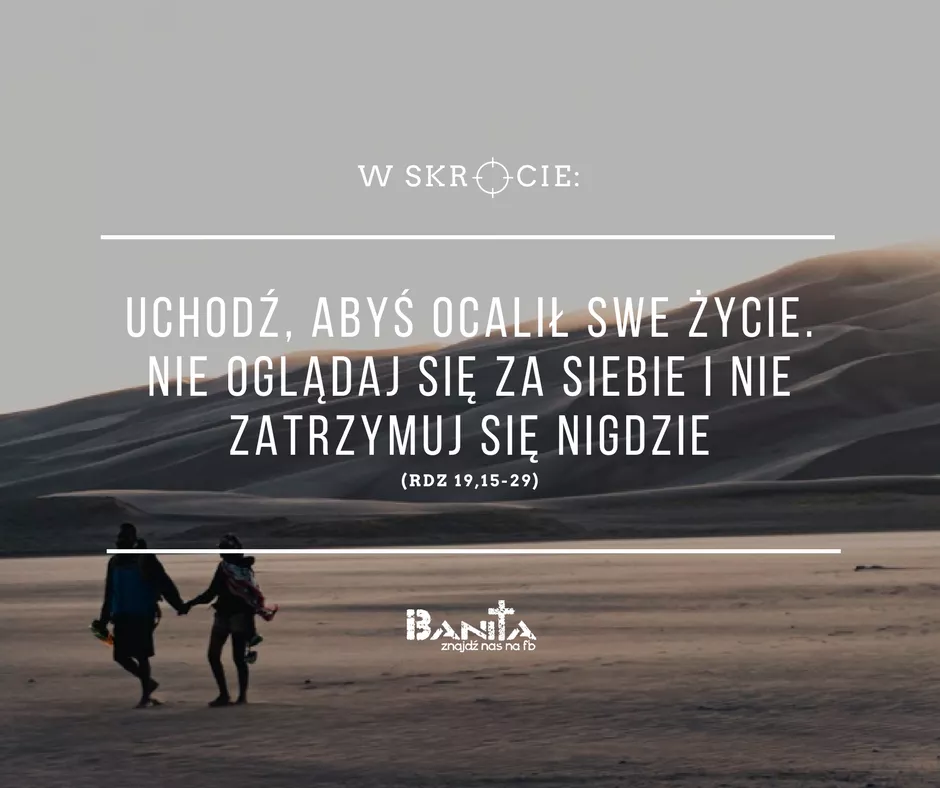 W SKRÓCIE:
UCHODŹ, ABYŚ OCALIŁ SWE ŻYCIE.
NIE OGLĄDAJ SIĘ ZA SIEBIE I NIE
ZATRZYMUJ SIĘ NIGDZIE
(RDZ 19,15-29)
BANITA
znajdź nas na fb